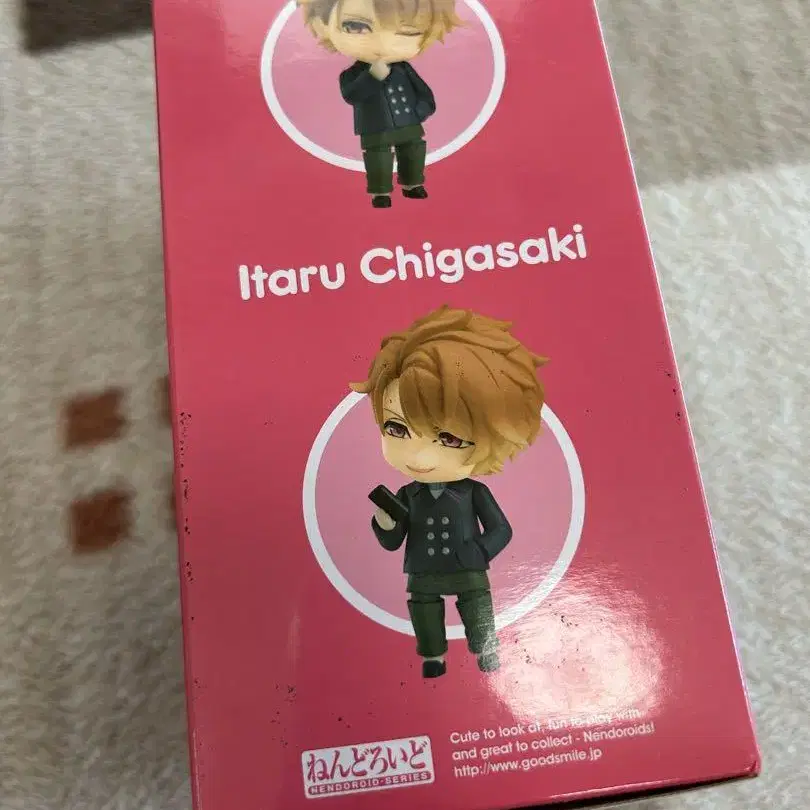 Itaru Chigasaki
ねんどろいど
NENDOROID-SERIES
Cute to look at, fun to play with
and great to collect - Nendoroids!
http://www.goodsmile.jp